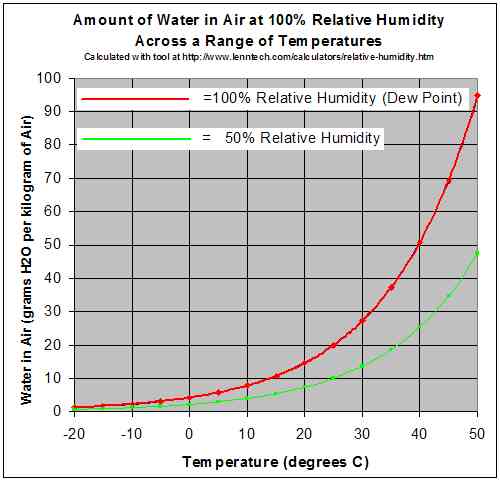 Amount of Water in Air at 100% Relative Humidity
Across a Range of Temperatures
Calculated with tool at http://www.lenntech.com/calculators/relative-humidity.htm
=100% Relative Humidity (Dew Point)
= 50% Relative Humidity
Water in Air (grams H2O per kilogram of Air)
100
90
80
70
60
50
40
30
20
10
0
-20 -10 0 10 20 30 40 50
Temperature (degrees C)